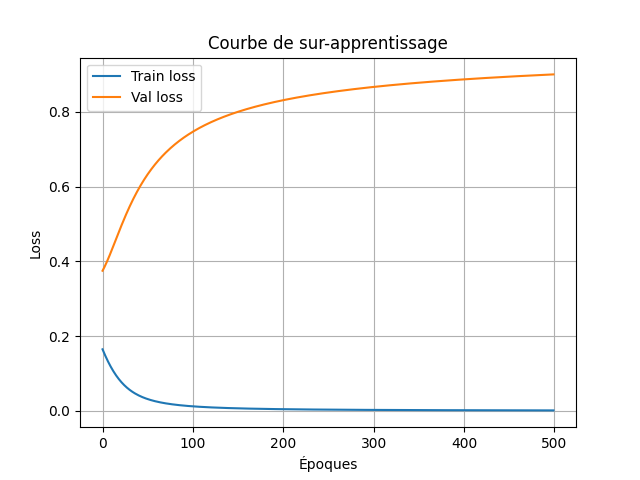 Courbe de sur-apprentissage
Train loss
Val loss
0.8
0.6
0.4
0.2
0.0
Loss
0 100 200 300 400 500
Époques